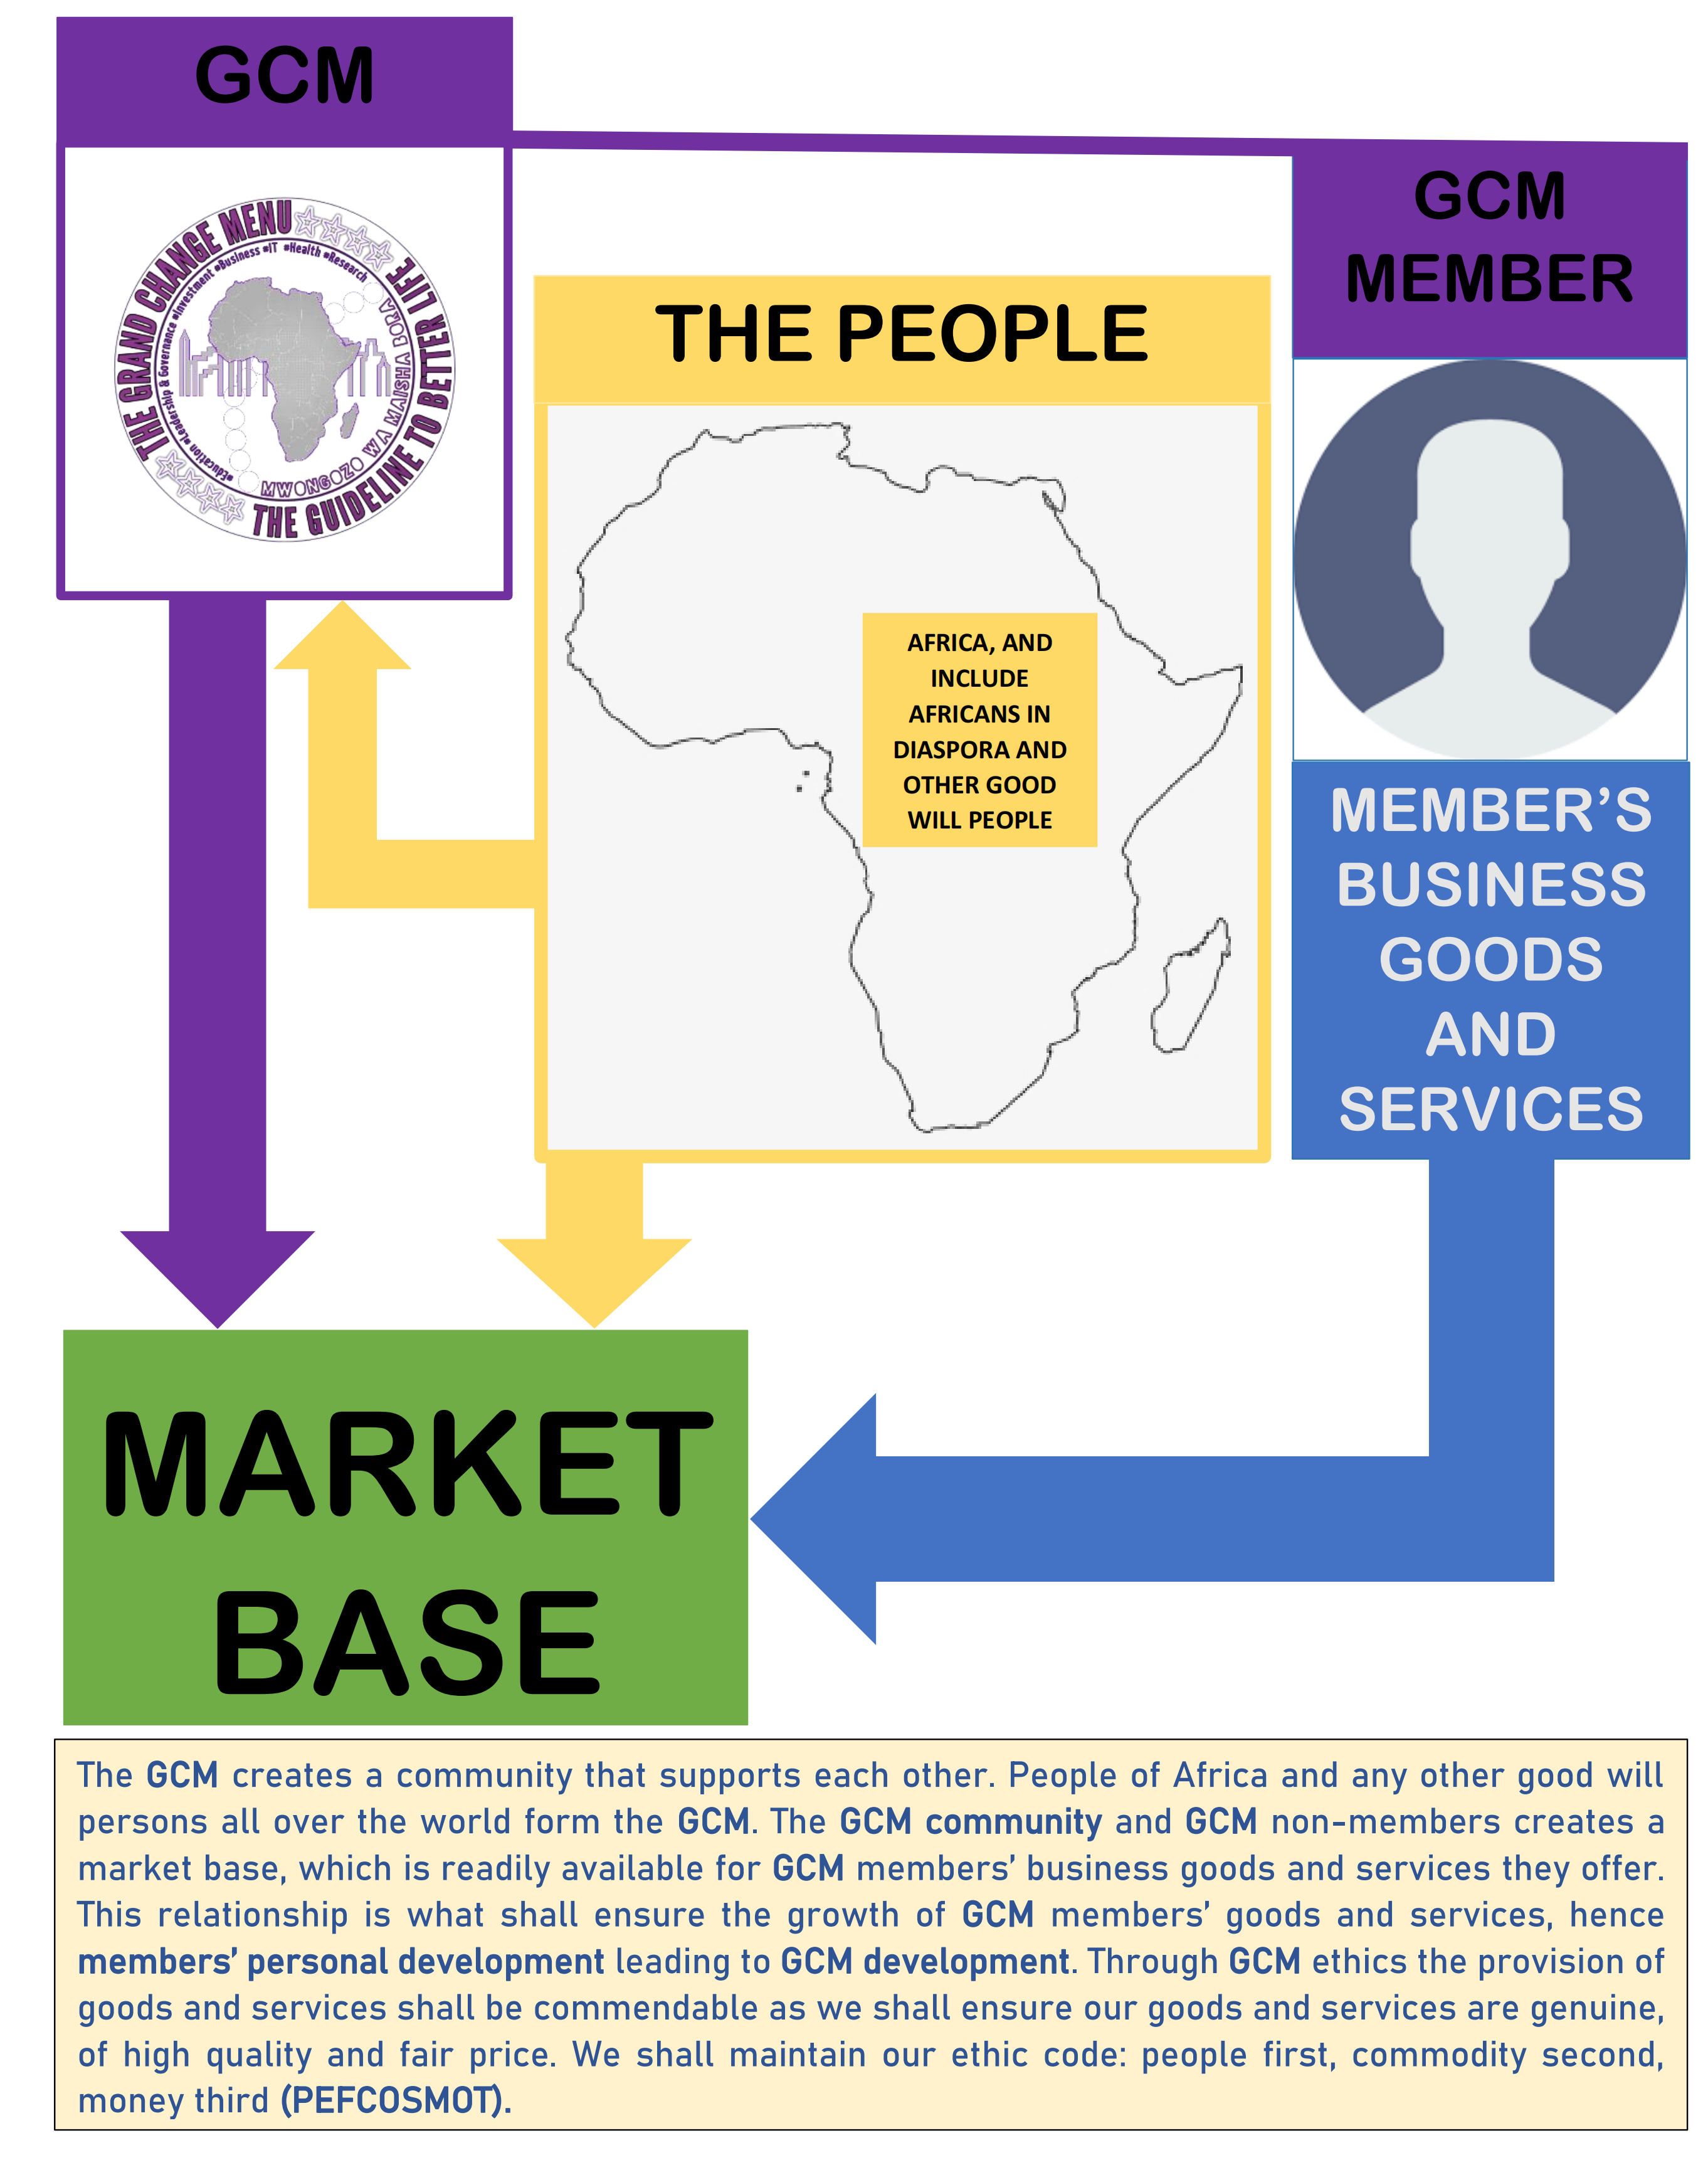 GCM
THE GRAND CHANGE MENU
THE GUIDELINE TO BETTER LIFE
#Education #Leadership & Governance #Investment #Business #IT #Health #Research
MWONGOZO WA MAISHA BORA
THE PEOPLE
AFRICA, AND
INCLUDE
AFRICANS IN
DIASPORA AND
OTHER GOOD
WILL PEOPLE
GCM
MEMBER
MEMBER’S
BUSINESS
GOODS
AND
SERVICES
MARKET
BASE
The GCM creates a community that supports each other. People of Africa and any other good will
persons all over the world form the GCM. The GCM community and GCM non-members creates a
market base, which is readily available for GCM members’ business goods and services they offer.
This relationship is what shall ensure the growth of GCM members’ goods and services, hence
members’ personal development leading to GCM development. Through GCM ethics the provision of
goods and services shall be commendable as we shall ensure our goods and services are genuine,
of high quality and fair price. We shall maintain our ethic code: people first, commodity second,
money third (PEFCOSMOT).